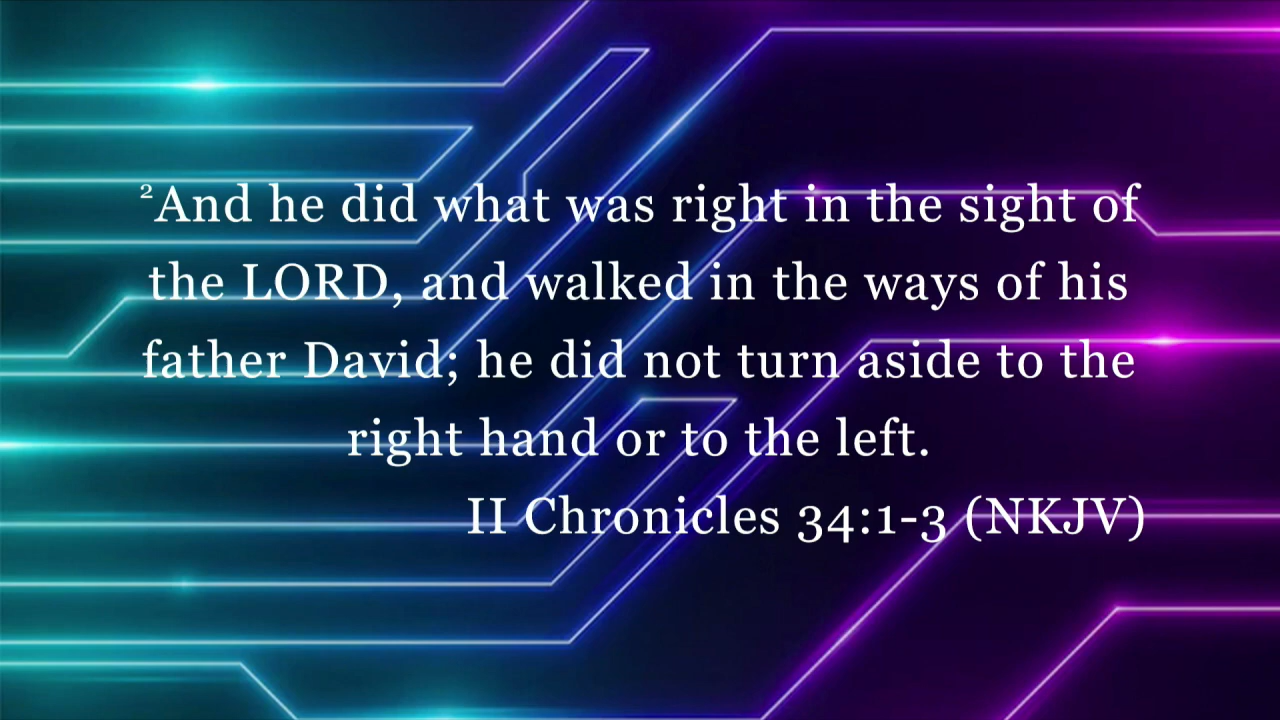 ²And he did what was right in the sight of
the LORD, and walked in the ways of his
father David; he did not turn aside to the
right hand or to the left.
II Chronicles 34:1-3 (NKJV)